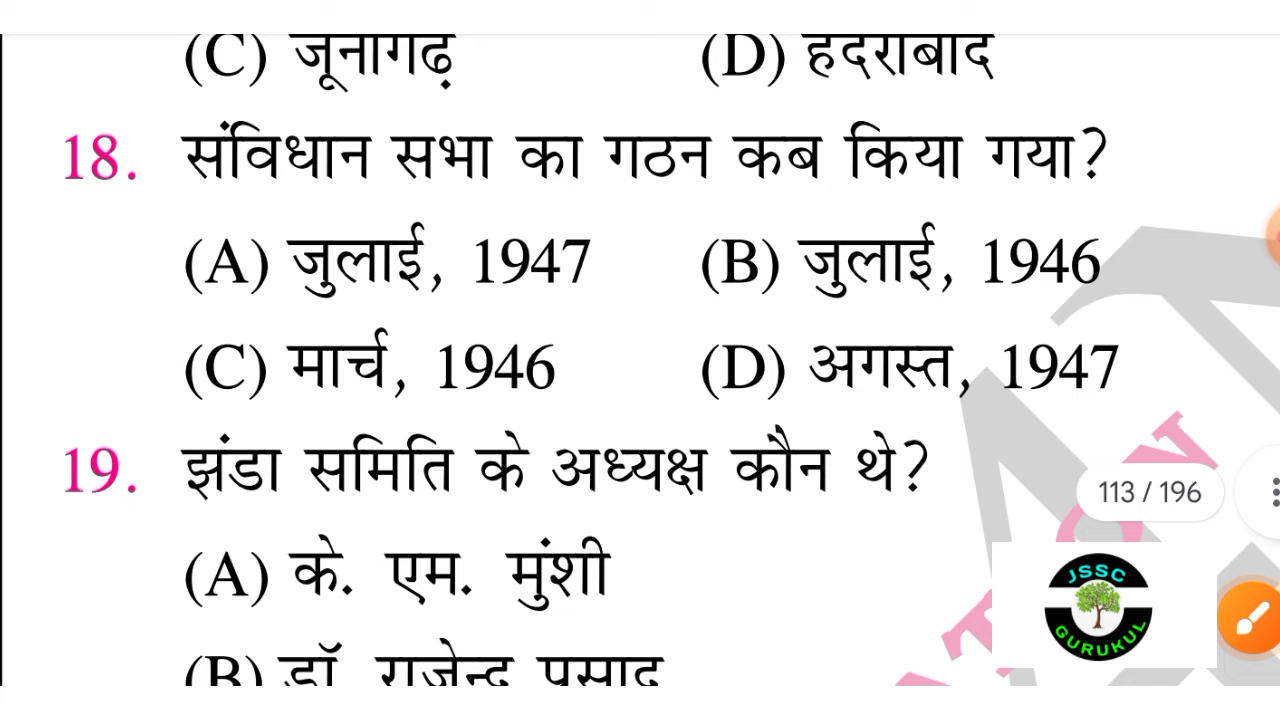 (C) जूनागढ़ (D) हैदराबाद
18. संविधान सभा का गठन कब किया गया?
(A) जुलाई, 1947 (B) जुलाई, 1946
(C) मार्च, 1946 (D) अगस्त, 1947
19. झंडा समिति के अध्यक्ष कौन थे?
113 / 196
(A) के. एम. मुंशी
JSSC
GURUKUL
(B) डॉ. राजेन्द्र प्रसाद